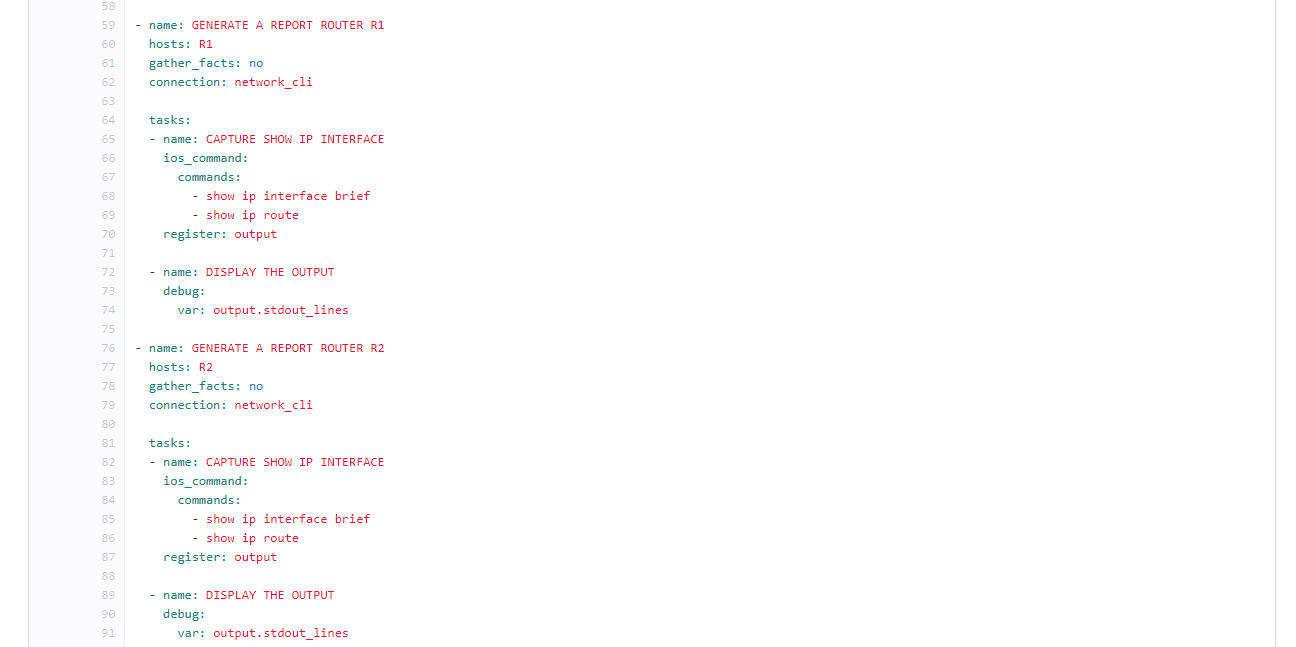 58
59 - name: GENERATE A REPORT ROUTER R1
60 hosts: R1
61 gather_facts: no
62 connection: network_cli
63
64 tasks:
65 - name: CAPTURE SHOW IP INTERFACE
66 ios_command:
67 commands:
68 - show ip interface brief
69 - show ip route
70 register: output
71
72 - name: DISPLAY THE OUTPUT
73 debug:
74 var: output.stdout_lines
75
76 - name: GENERATE A REPORT ROUTER R2
77 hosts: R2
78 gather_facts: no
79 connection: network_cli
80
81 tasks:
82 - name: CAPTURE SHOW IP INTERFACE
83 ios_command:
84 commands:
85 - show ip interface brief
86 - show ip route
87 register: output
88
89 - name: DISPLAY THE OUTPUT
90 debug:
91 var: output.stdout_lines